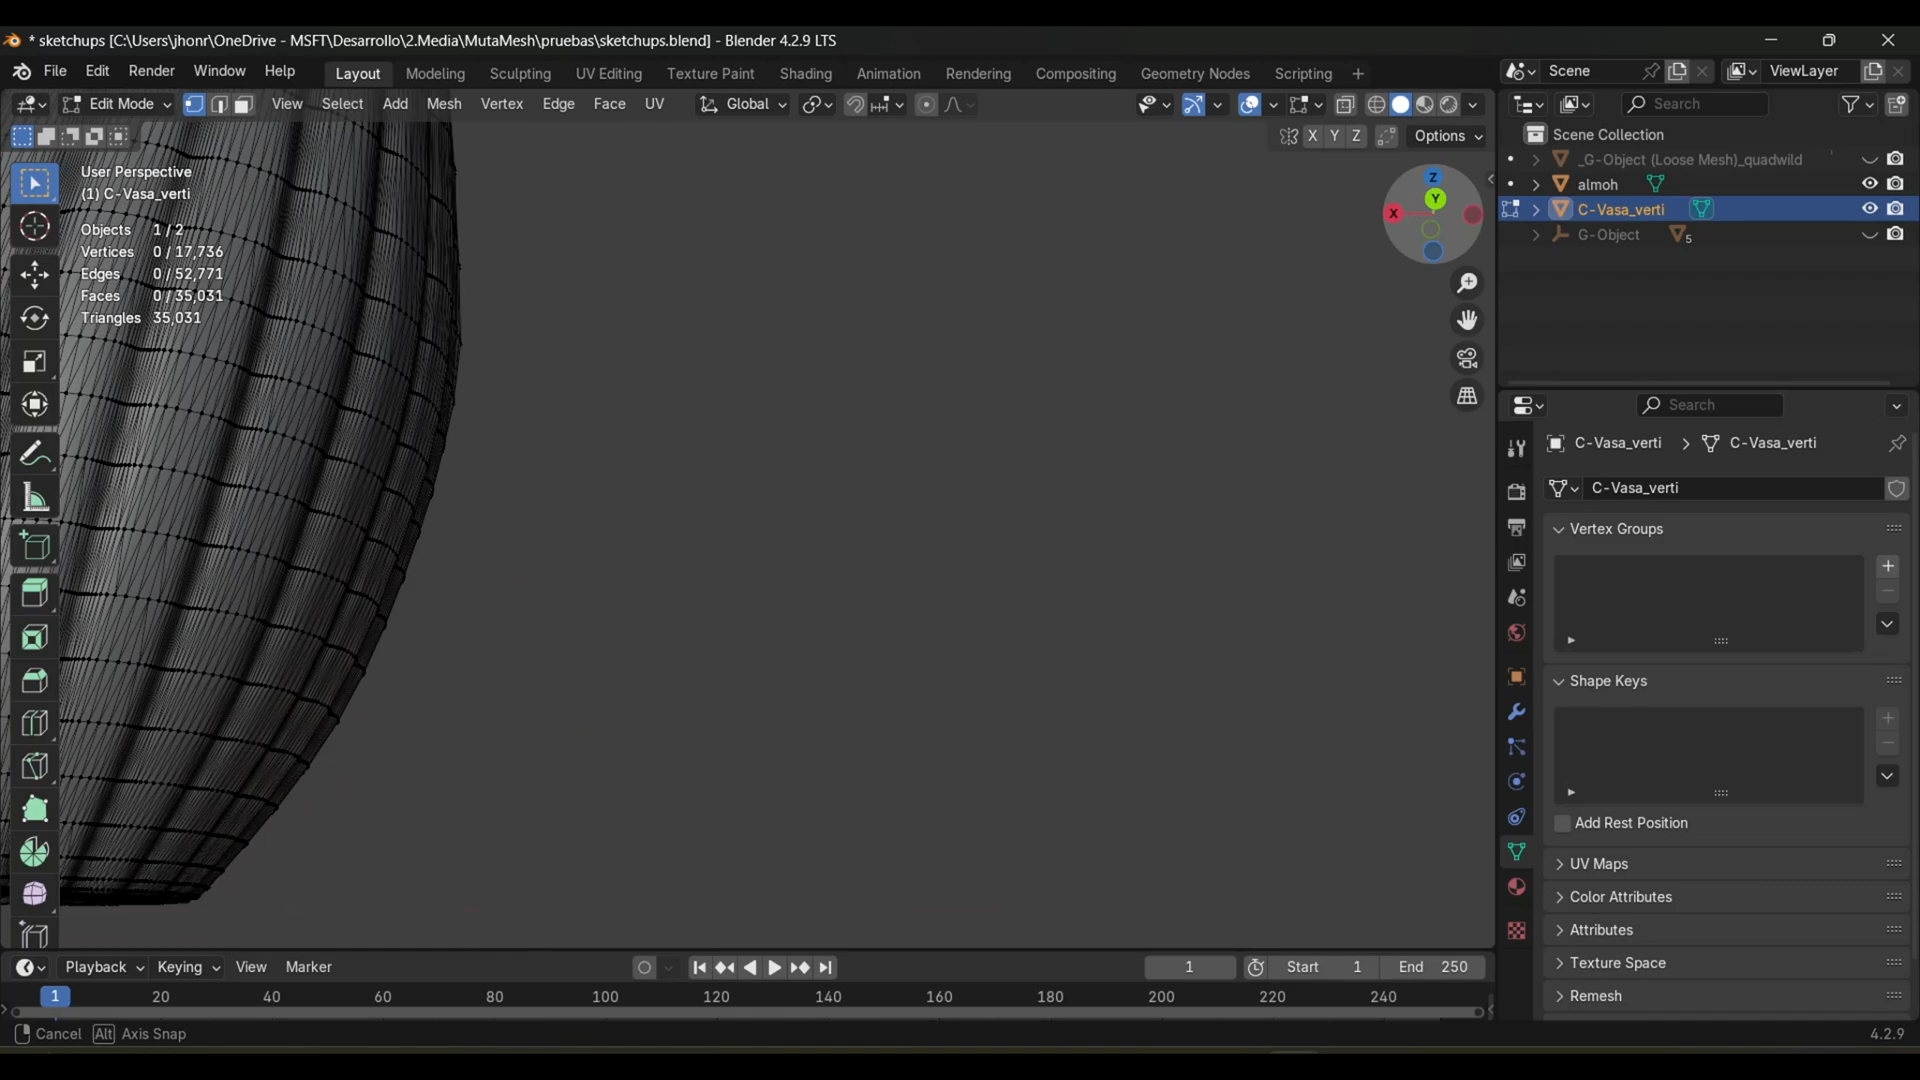 * sketchups [C:\Users\jhonr\OneDrive - MSFT\Desarrollo\2.Media\MutaMesh\pruebas\sketchups.blend] - Blender 4.2.9 LTS
File Edit Render Window Help Layout Modeling Sculpting UV Editing Texture Paint Shading Animation Rendering Compositing Geometry Nodes Scripting + Scene ViewLayer
Edit Mode View Select Add Mesh Vertex Edge Face UV Global Search
X Y Z Options
Scene Collection
_G-Object (Loose Mesh)_quadwild
almoh
C-Vasa_verti
G-Object 5
User Perspective
(1) C-Vasa_verti
Objects 1 / 2
Vertices 0 / 17,736
Edges 0 / 52,771
Faces 0 / 35,031
Triangles 35,031
Z
Y
X
Search
C-Vasa_verti > C-Vasa_verti
C-Vasa_verti
Vertex Groups
Shape Keys
Add Rest Position
UV Maps
Color Attributes
Attributes
Texture Space
Remesh
Playback Keying View Marker 1 Start 1 End 250
1 20 40 60 80 100 120 140 160 180 200 220 240
Cancel Alt Axis Snap 4.2.9